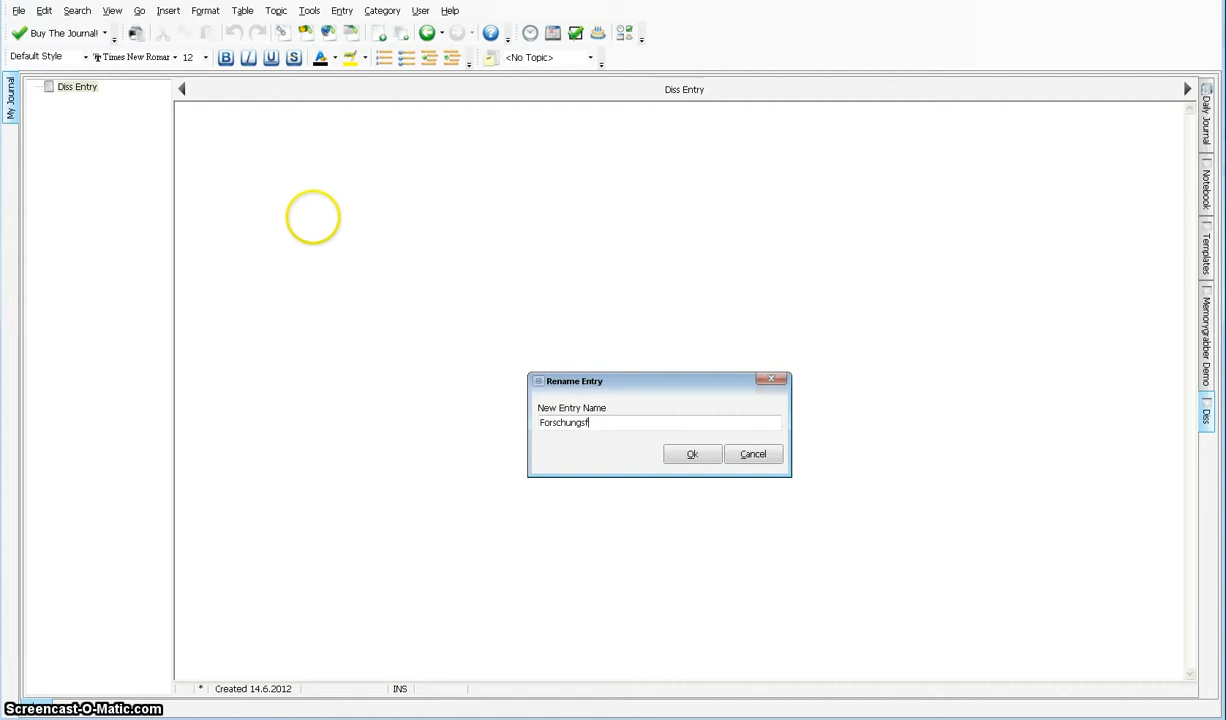 File Edit Search View Go Insert Format Table Topic Tools Entry Category User Help
Buy The Journal!
Default Style Times New Romar 12 B I U S A <No Topic>
My Journal
Diss Entry
Diss Entry
Daily Journal
Notebook
Templates
Memorygrabber Demo
Diss
Rename Entry
New Entry Name
Forschungsf
Ok Cancel
* Created 14.6.2012 INS
Screencast-O-Matic.com